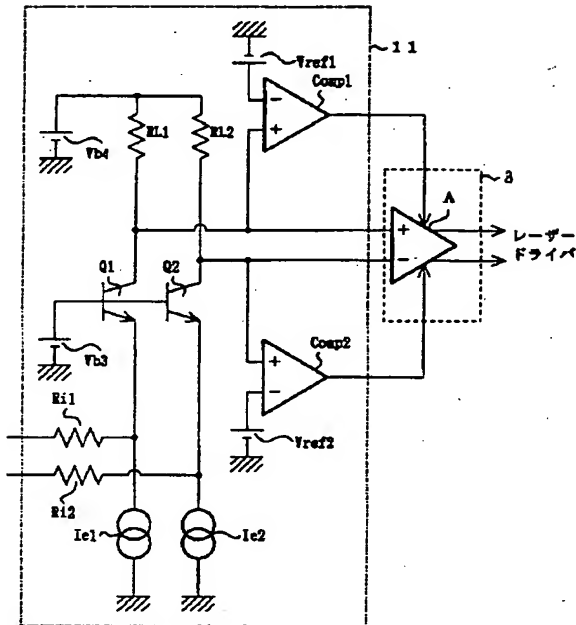 11
Vref1
Comp1
RL1
RL2
Vb4
3
A
レーザー
ドライバ
Q1
Q2
Comp2
Vb3
Vref2
Ri1
Ri2
Ie1
Ie2